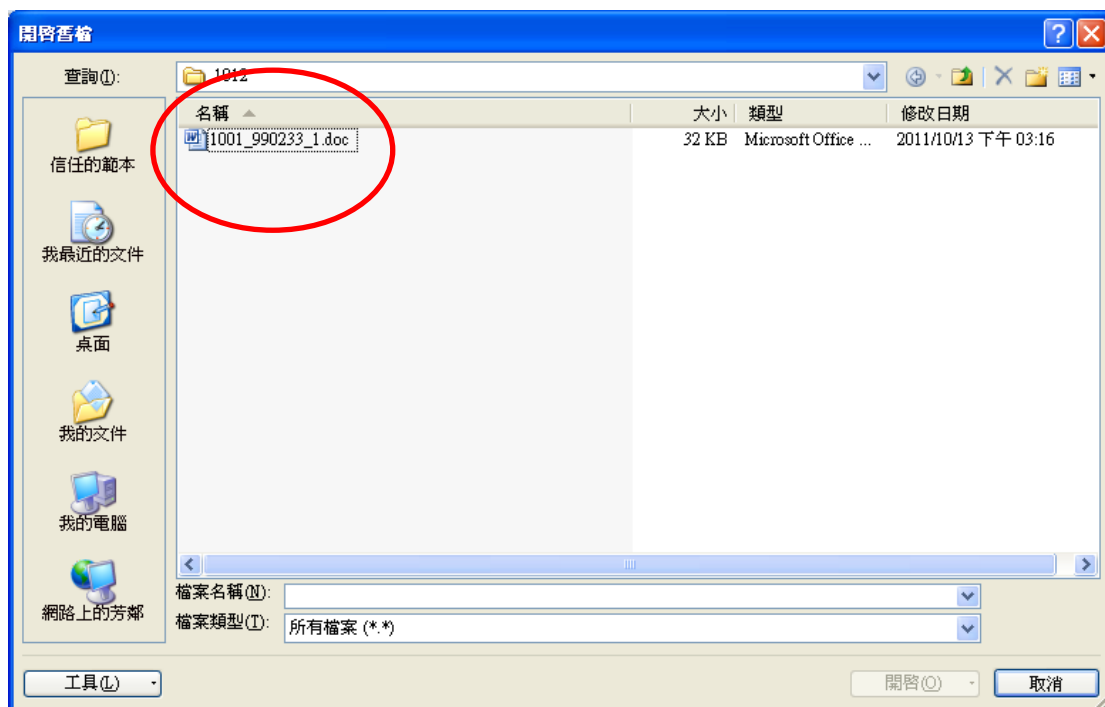 開啓舊檔
查詢(I):
1012
名稱 大小 類型 修改日期
1001_990233_1.doc 32 KB Microsoft Office ... 2011/10/13 下午 03:16
信任的範本
我最近的文件
桌面
我的文件
我的電腦
網路上的芳鄰
檔案名稱(N):
檔案類型(T): 所有檔案 (*.*)
工具(L) 開啓(O) 取消